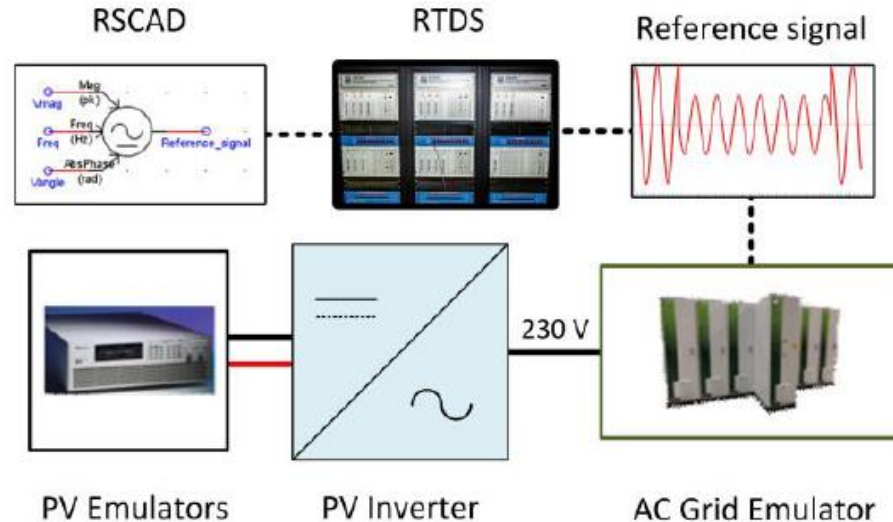 RSCAD
RTDS
Reference signal
Mag
(pk)
Vmag
Freq
(Hz)
Freq
Reference_signal
AbsPhase
(rad)
Vangle
230 V
PV Emulators
PV Inverter
AC Grid Emulator